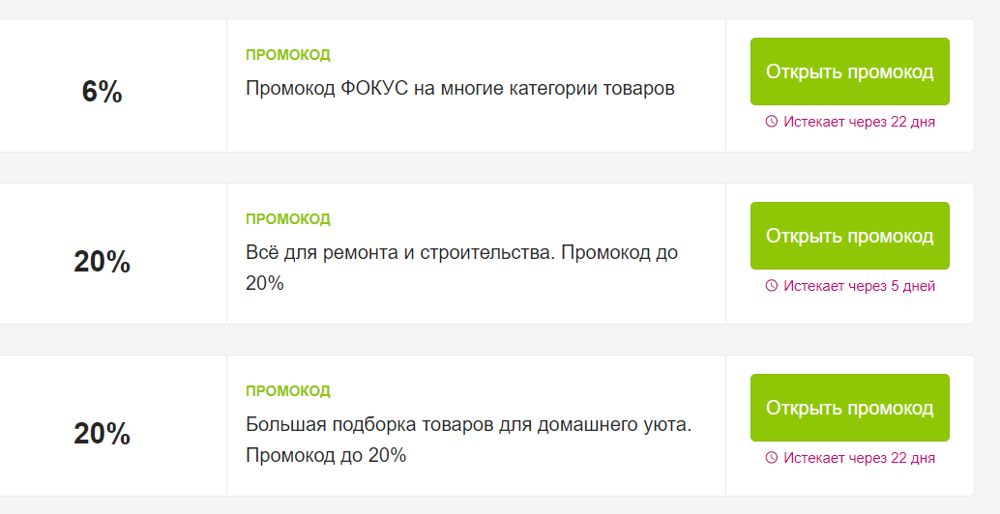 6%
ПРОМОКОД
Промокод ФОКУС на многие категории товаров
Открыть промокод
Истекает через 22 дня
20%
ПРОМОКОД
Всё для ремонта и строительства. Промокод до
20%
Открыть промокод
Истекает через 5 дней
20%
ПРОМОКОД
Большая подборка товаров для домашнего уюта.
Промокод до 20%
Открыть промокод
Истекает через 22 дня